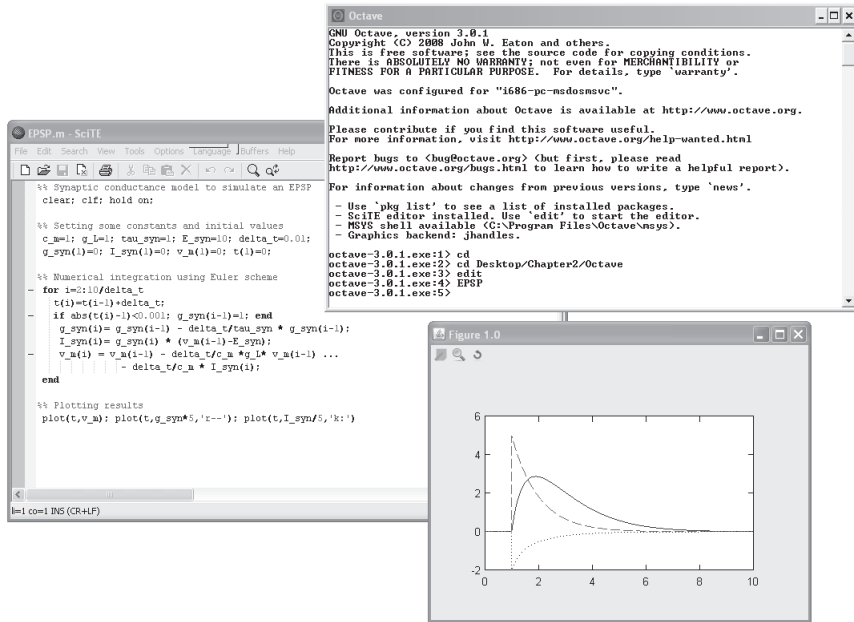 Octave
GNU Octave, version 3.0.1
Copyright (C) 2008 John W. Eaton and others.
This is free software; see the source code for copying conditions.
There is ABSOLUTELY NO WARRANTY; not even for MERCHANTIBILITY or
FITNESS FOR A PARTICULAR PURPOSE.  For details, type `warranty'.
Octave was configured for "i686-pc-msdosmsvc".
Additional information about Octave is available at http://www.octave.org.
Please contribute if you find this software useful.
For more information, visit http://www.octave.org/help-wanted.html
Report bugs to <bug@octave.org> (but first, please read
http://www.octave.org/bugs.html to learn how to write a helpful report).
For information about changes from previous versions, type `news'.
- Use `pkg list' to see a list of installed packages.
- SciTE editor installed. Use `edit' to start the editor.
- MSYS shell available (C:\Program Files\Octave\msys).
- Graphics backend: jhandles.
octave-3.0.1.exe:1> cd
octave-3.0.1.exe:2> cd Desktop/Chapter2/Octave
octave-3.0.1.exe:3> edit
octave-3.0.1.exe:4> EPSP
octave-3.0.1.exe:5>
EPSP.m - SciTE
File Edit Search View Tools Options Language Buffers Help
%% Synaptic conductance model to simulate an EPSP
clear; clf; hold on;
%% Setting some constants and initial values
c_m=1; g_L=1; tau_syn=1; E_syn=10; delta_t=0.01;
g_syn(1)=0; I_syn(1)=0; v_m(1)=0; t(1)=0;
%% Numerical integration using Euler scheme
for i=2:10/delta_t
t(i)=t(i-1)+delta_t;
if abs(t(i)-1)<0.001; g_syn(i-1)=1; end
g_syn(i)= g_syn(i-1) - delta_t/tau_syn * g_syn(i-1);
I_syn(i)= g_syn(i) * (v_m(i-1)-E_syn);
v_m(i) = v_m(i-1) - delta_t/c_m *g_L* v_m(i-1) ...
- delta_t/c_m * I_syn(i);
end
%% Plotting results
plot(t,v_m); plot(t,g_syn*5,'r--'); plot(t,I_syn/5,'k:')
li=1 co=1 INS (CR+LF)
Figure 1.0
6
4
2
0
-2
0 2 4 6 8 10